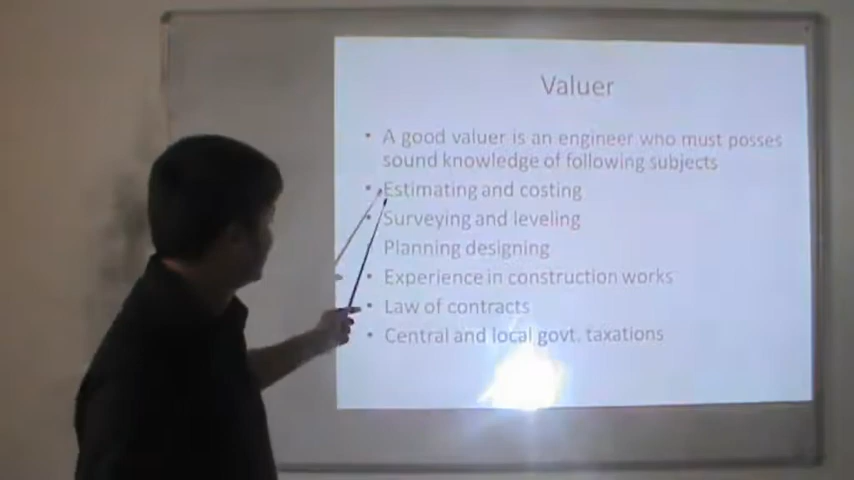 Valuer
• A good valuer is an engineer who must posses
sound knowledge of following subjects
• Estimating and costing
• Surveying and leveling
• Planning designing
• Experience in construction works
• Law of contracts
• Central and local govt. taxations